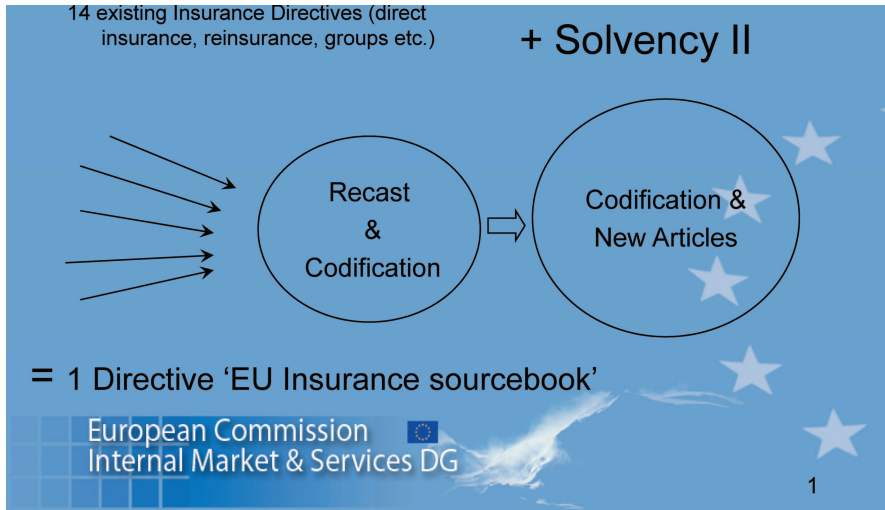 14 existing Insurance Directives (direct
insurance, reinsurance, groups etc.)
+ Solvency II
Recast
&
Codification
Codification &
New Articles
= 1 Directive ‘EU Insurance sourcebook’
European Commission
Internal Market & Services DG
1